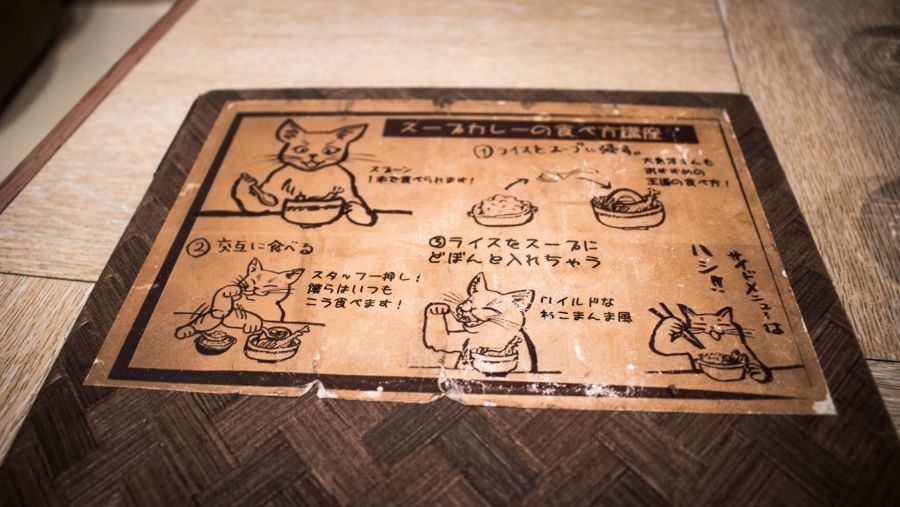 スープカレーの食べ方講座
スプーン
1本で食べられます!
①ライスをスープに
大泉洋さんも
おすすめの
王道の食べ方!
②交互に食べる
スタッフ一押し!
僕らはいつも
こう食べます!
③ライスをスープに
どぼんと入れちゃう
ワイルドな
ねこまんま風
サイドメニューは
ハシで!